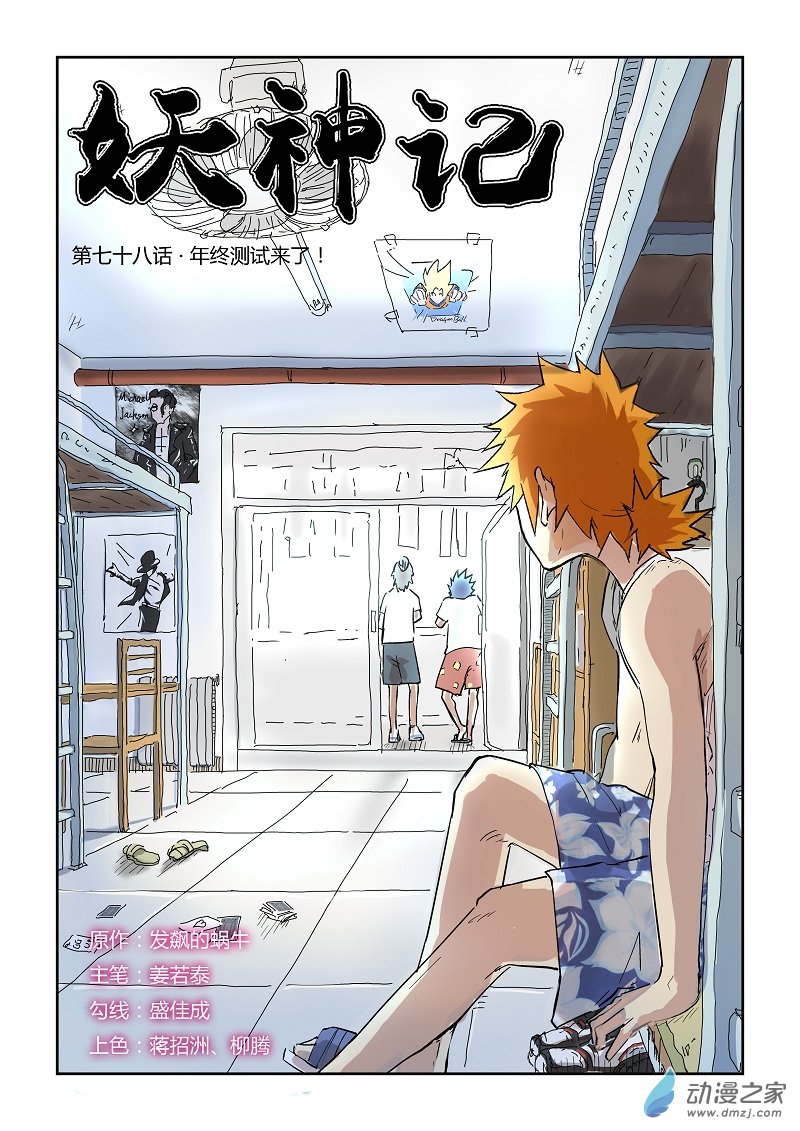 妖神记
第七十八话·年终测试来了！
Dragon Ball
Michael
Jackson
原作：发飙的蜗牛
主笔：姜若泰
勾线：盛佳成
上色：蒋招洲、柳腾
动漫之家
www.dmzj.com